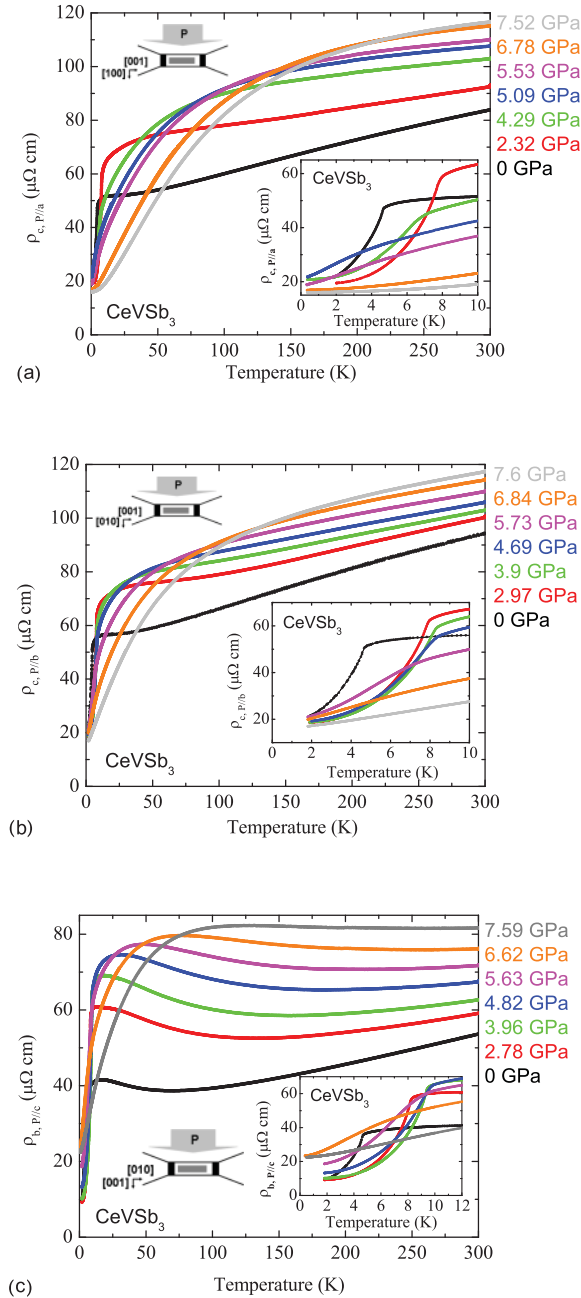 120
100
80
60
40
20
0
ρc, P//a (μΩ cm)
P
[001]
[100]
CeVSb3
7.52 GPa
6.78 GPa
5.53 GPa
5.09 GPa
4.29 GPa
2.32 GPa
0 GPa
CeVSb3
60
40
20
ρc, P//a (μΩ cm)
0 2 4 6 8 10
Temperature (K)
0 50 100 150 200 250 300
Temperature (K)
(a)
120
100
80
60
40
20
0
ρc, P//b (μΩ cm)
P
[001]
[010]
CeVSb3
7.6 GPa
6.84 GPa
5.73 GPa
4.69 GPa
3.9 GPa
2.97 GPa
0 GPa
CeVSb3
60
40
20
ρc, P//b (μΩ cm)
0 2 4 6 8 10
Temperature (K)
0 50 100 150 200 250 300
Temperature (K)
(b)
80
60
40
20
0
ρb, P//c (μΩ cm)
7.59 GPa
6.62 GPa
5.63 GPa
4.82 GPa
3.96 GPa
2.78 GPa
0 GPa
P
[010]
[001]
CeVSb3
CeVSb3
60
40
20
0
ρb, P//c (μΩ cm)
0 2 4 6 8 10 12
Temperature (K)
0 50 100 150 200 250 300
Temperature (K)
(c)